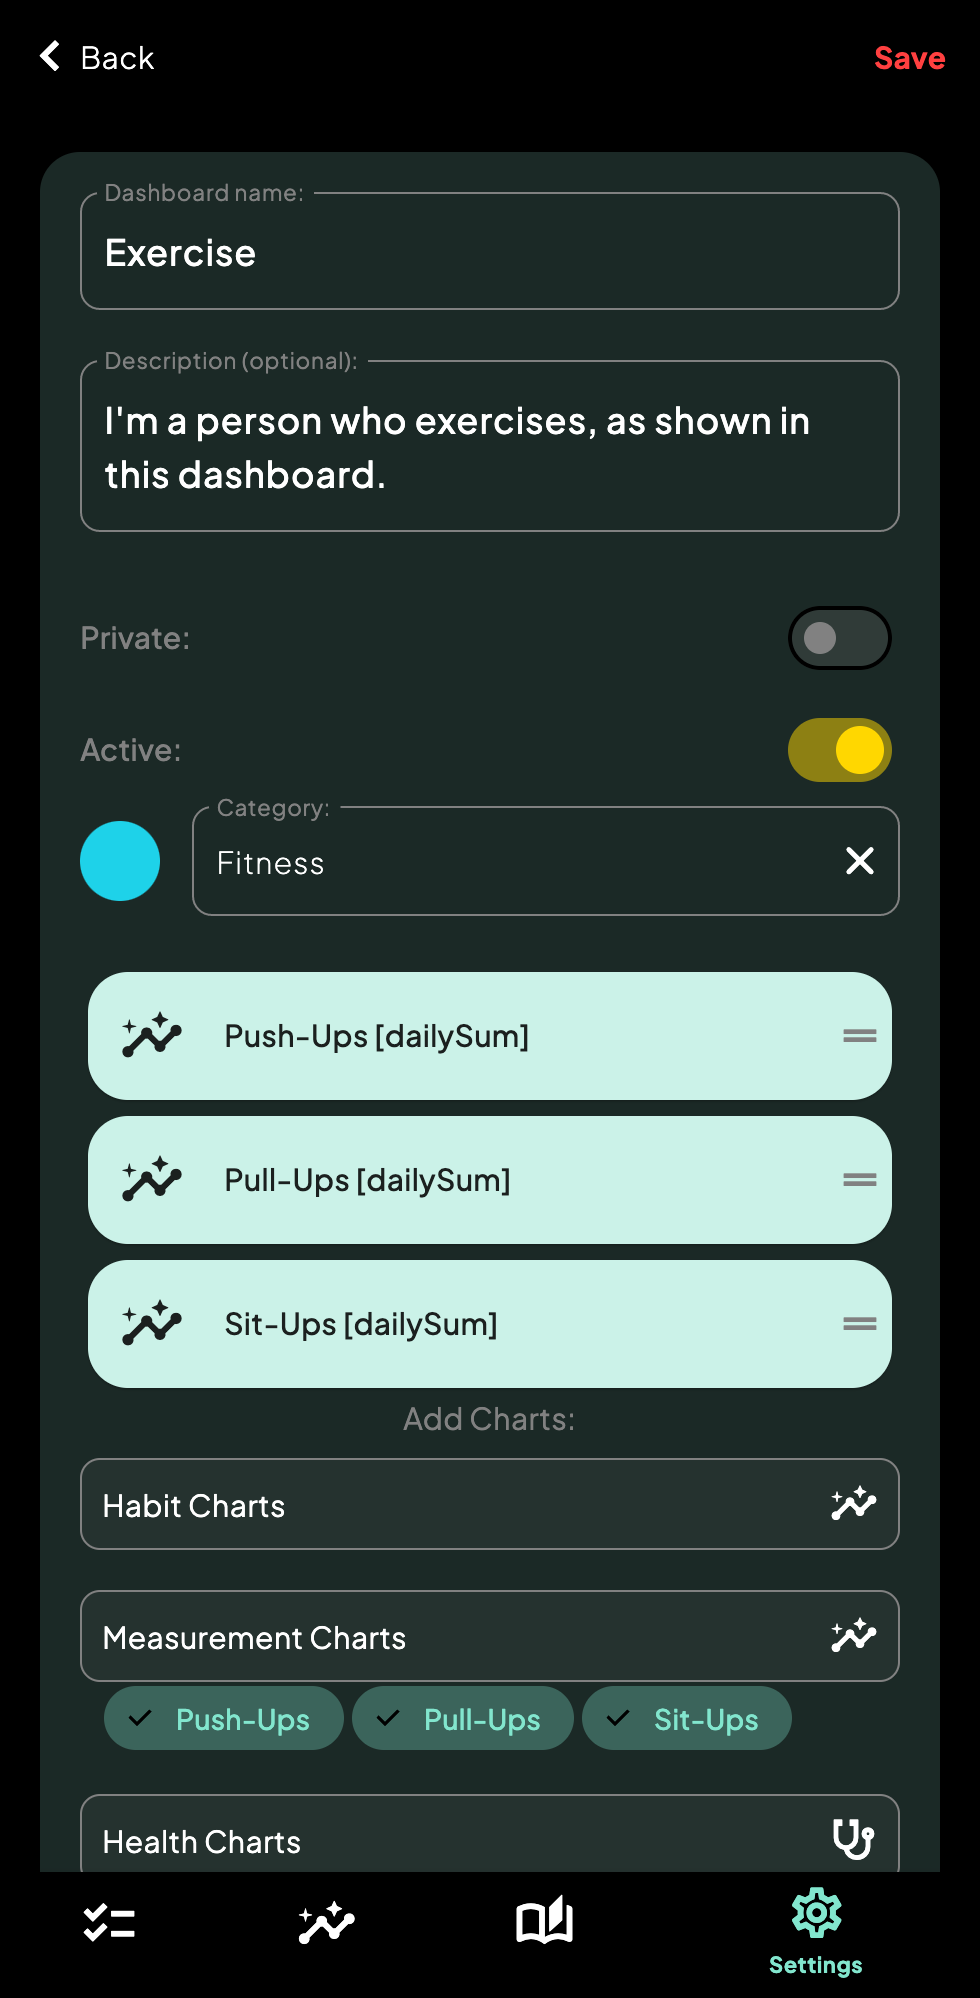 Back
Save
Dashboard name:
Exercise
Description (optional):
I'm a person who exercises, as shown in
this dashboard.
Private:
Active:
Category:
Fitness
Push-Ups [dailySum]
Pull-Ups [dailySum]
Sit-Ups [dailySum]
Add Charts:
Habit Charts
Measurement Charts
Push-Ups
Pull-Ups
Sit-Ups
Health Charts
Settings